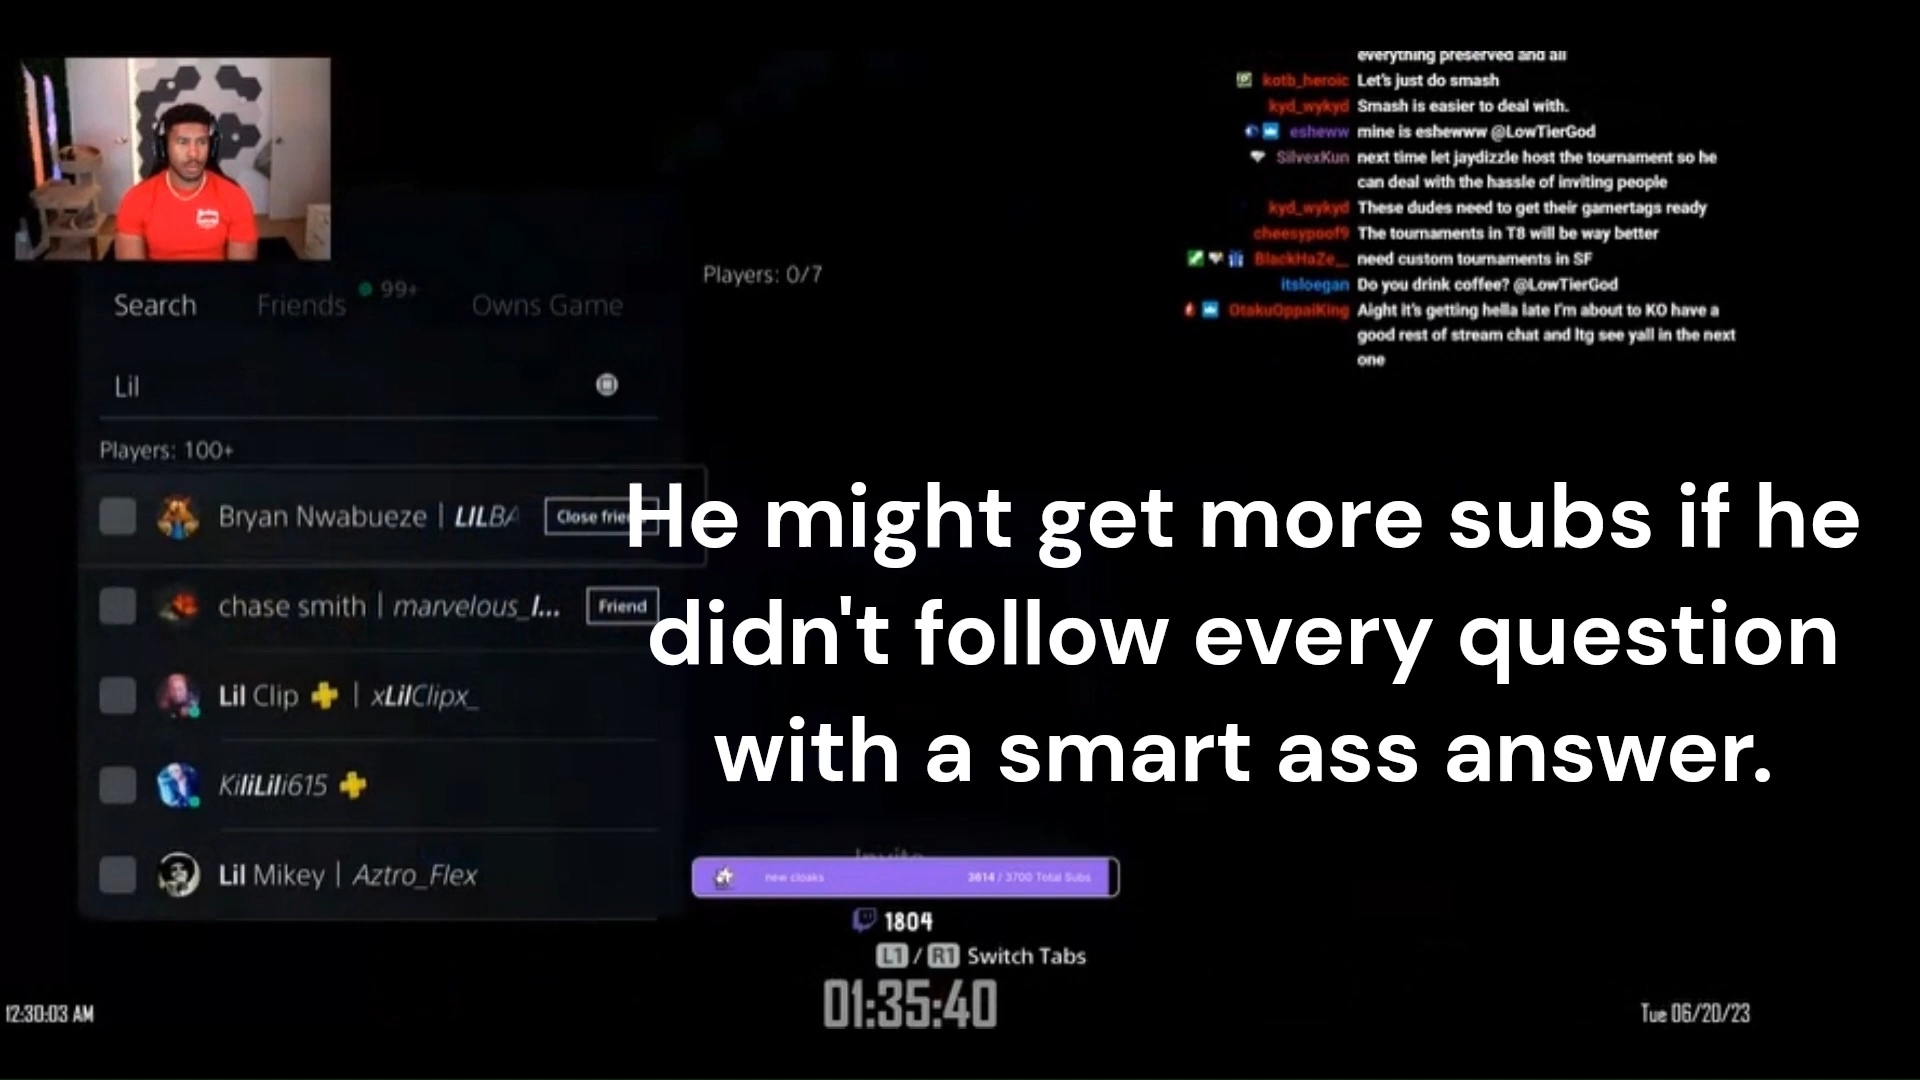 everything preserved and all
kotb_heroic Let's just do smash
kyd_wykyd Smash is easier to deal with.
esheww mine is eshewww @LowTierGod
SilvexKun next time let jaydizzle host the tournament so he
can deal with the hassle of inviting people
kyd_wykyd These dudes need to get their gamertags ready
cheesypoof9 The tournaments in T8 will be way better
BlackHaZe__ need custom tournaments in SF
itsloegan Do you drink coffee? @LowTierGod
OtakuOppaiKing Aight it's getting hella late I'm about to KO have a
good rest of stream chat and ltg see yall in the next
one
Players: 0/7
Search Friends 99+ Owns Game
Lil
Players: 100+
Bryan Nwabueze | LILBA Close frien
chase smith | marvelous_l... Friend
Lil Clip | xLilClipx_
KiliLili615
Lil Mikey | Aztro_Flex
He might get more subs if he
didn't follow every question
with a smart ass answer.
Invite
new cloaks 3614 / 3700 Total Subs
1804
L1 / R1 Switch Tabs
01:35:40
12:30:03 AM
Tue 06/20/23